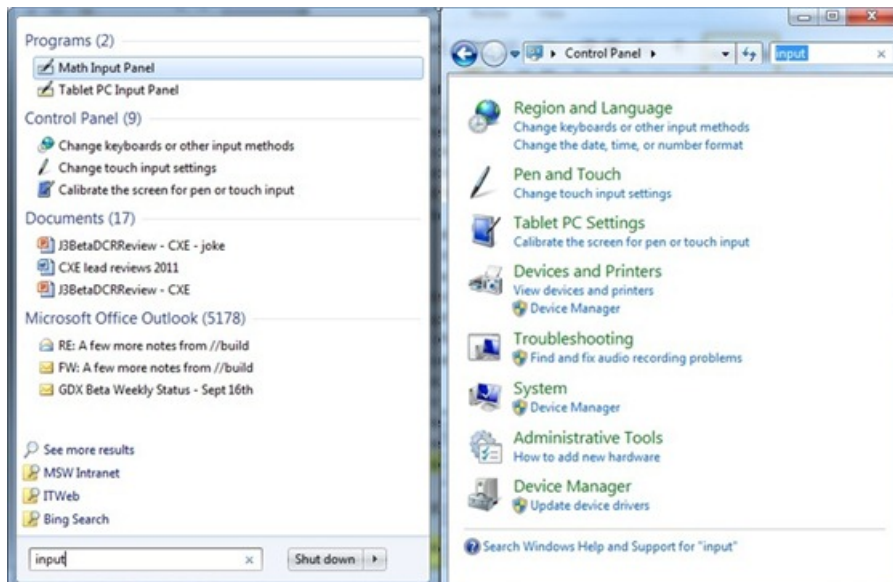 Programs (2)
Math Input Panel
Tablet PC Input Panel
Control Panel (9)
Change keyboards or other input methods
Change touch input settings
Calibrate the screen for pen or touch input
Documents (17)
J3BetaDCRReview - CXE - joke
CXE lead reviews 2011
J3BetaDCRReview - CXE
Microsoft Office Outlook (5178)
RE: A few more notes from //build
FW: A few more notes from //build
GDX Beta Weekly Status - Sept 16th
See more results
MSW Intranet
ITWeb
Bing Search
input
Shut down
Control Panel
input
Region and Language
Change keyboards or other input methods
Change the date, time, or number format
Pen and Touch
Change touch input settings
Tablet PC Settings
Calibrate the screen for pen or touch input
Devices and Printers
View devices and printers
Device Manager
Troubleshooting
Find and fix audio recording problems
System
Device Manager
Administrative Tools
How to add new hardware
Device Manager
Update device drivers
Search Windows Help and Support for "input"